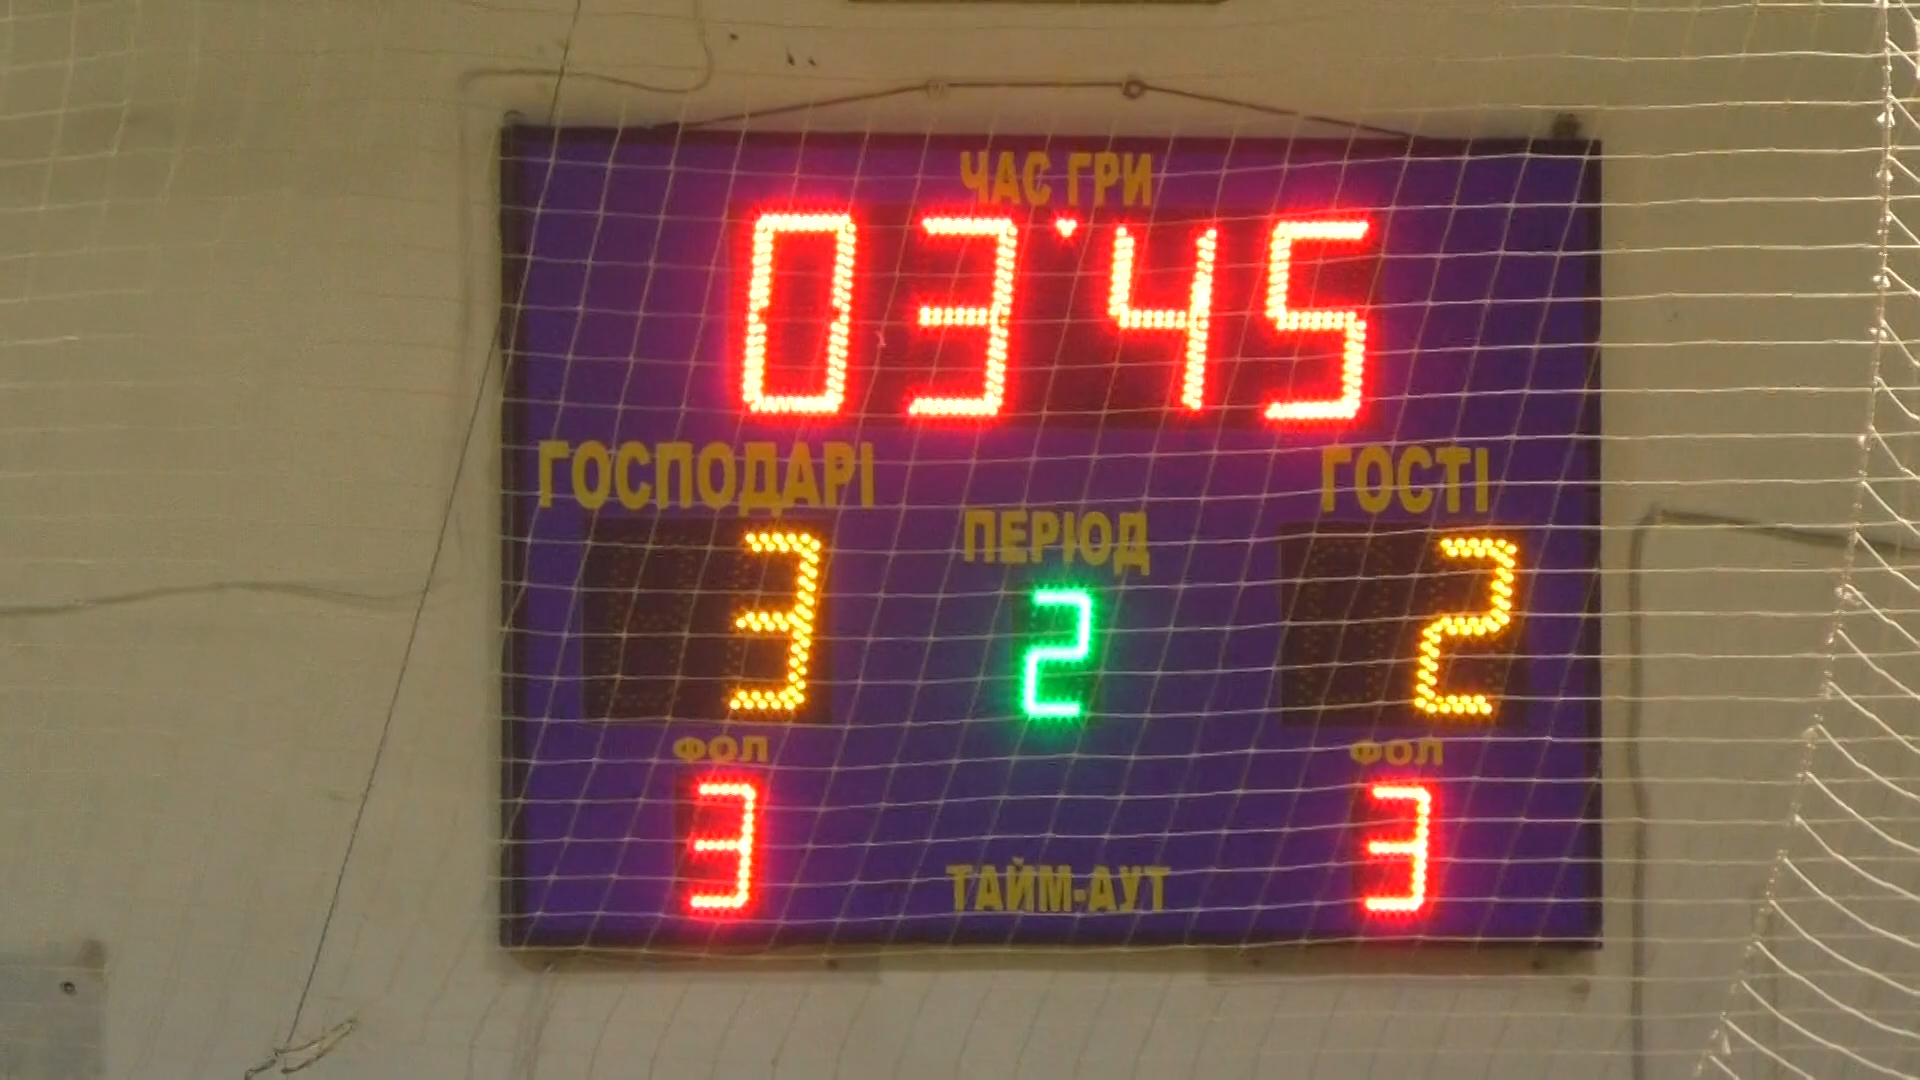 ЧАС ГРИ
03:45
ГОСПОДАРІ ГОСТІ
ПЕРІОД
3 2 2
ФОЛ ФОЛ
3 3
ТАЙМ-АУТ